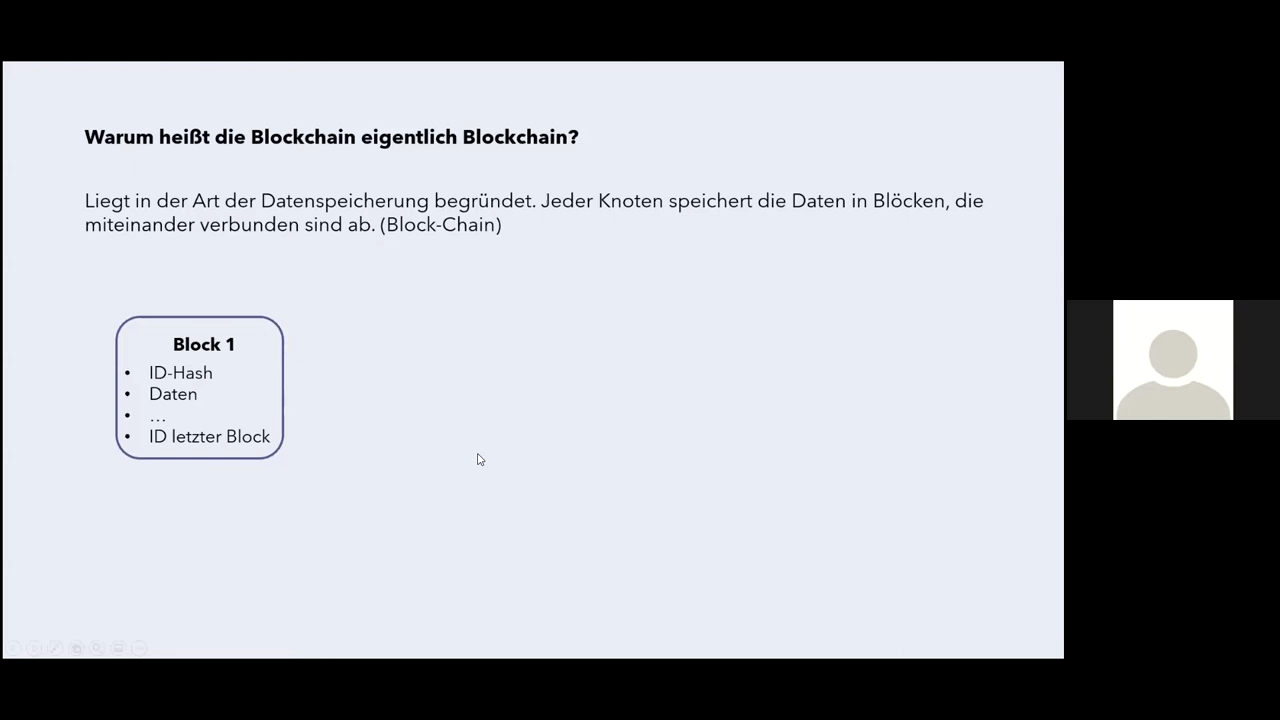 Warum heißt die Blockchain eigentlich Blockchain?
Liegt in der Art der Datenspeicherung begründet. Jeder Knoten speichert die Daten in Blöcken, die
miteinander verbunden sind ab. (Block-Chain)
Block 1
• ID-Hash
• Daten
• …
• ID letzter Block